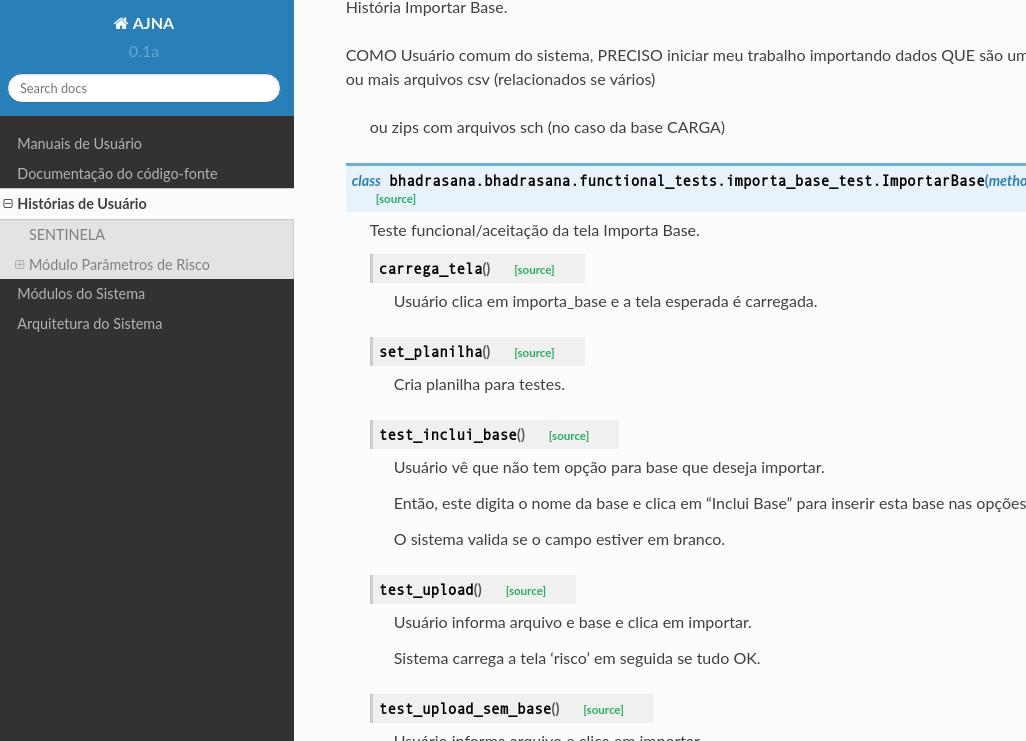 AJNA
0.1a
Search docs
Manuais de Usuário
Documentação do código-fonte
Histórias de Usuário
SENTINELA
Módulo Parâmetros de Risco
Módulos do Sistema
Arquitetura do Sistema
História Importar Base.
COMO Usuário comum do sistema, PRECISO iniciar meu trabalho importando dados QUE são um
ou mais arquivos csv (relacionados se vários)
ou zips com arquivos sch (no caso da base CARGA)
class bhadrasana.bhadrasana.functional_tests.importa_base_test.ImportarBase(metho
[source]
Teste funcional/aceitação da tela Importa Base.
carrega_tela() [source]
Usuário clica em importa_base e a tela esperada é carregada.
set_planilha() [source]
Cria planilha para testes.
test_inclui_base() [source]
Usuário vê que não tem opção para base que deseja importar.
Então, este digita o nome da base e clica em “Inclui Base” para inserir esta base nas opções
O sistema valida se o campo estiver em branco.
test_upload() [source]
Usuário informa arquivo e base e clica em importar.
Sistema carrega a tela ‘risco’ em seguida se tudo OK.
test_upload_sem_base() [source]
Usuário informa arquivo e clica em importar.